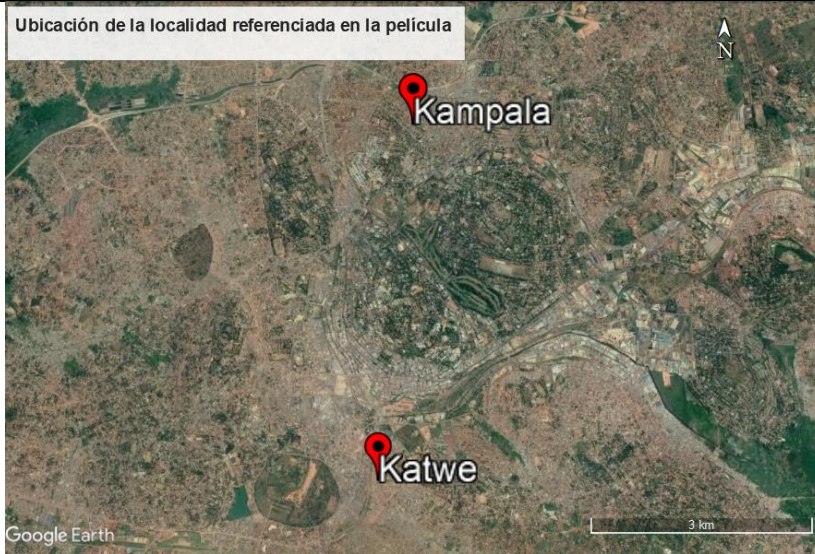 Ubicación de la localidad referenciada en la película
N
Kampala
Katwe
3 km
Google Earth